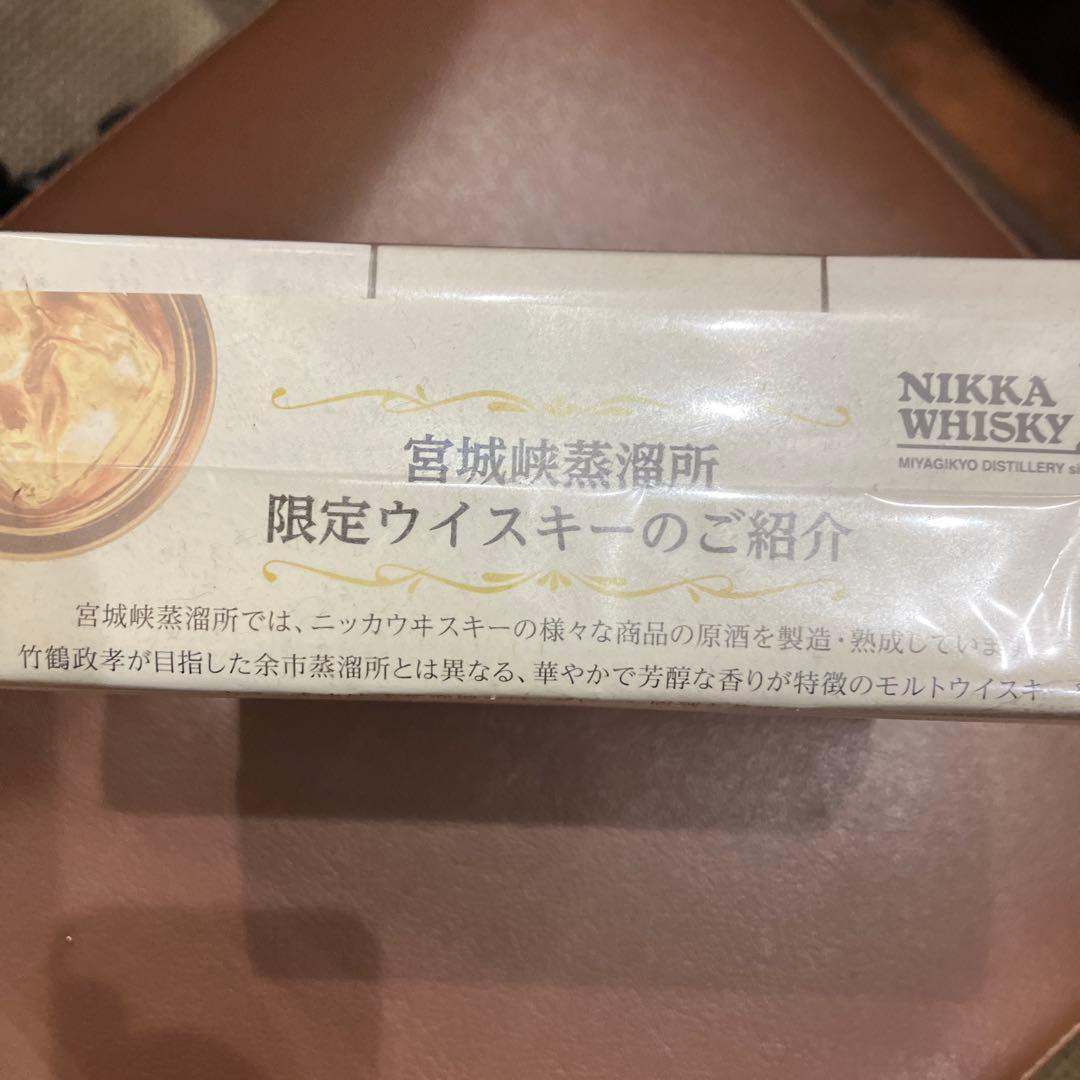 NIKKA
WHISKY
MIYAGIKYO DISTILLERY
宮城峡蒸溜所
限定ウイスキーのご紹介
宮城峡蒸溜所では、ニッカウヰスキーの様々な商品の原酒を製造・熟成しています
竹鶴政孝が目指した余市蒸溜所とは異なる、華やかで芳醇な香りが特徴のモルトウイスキー